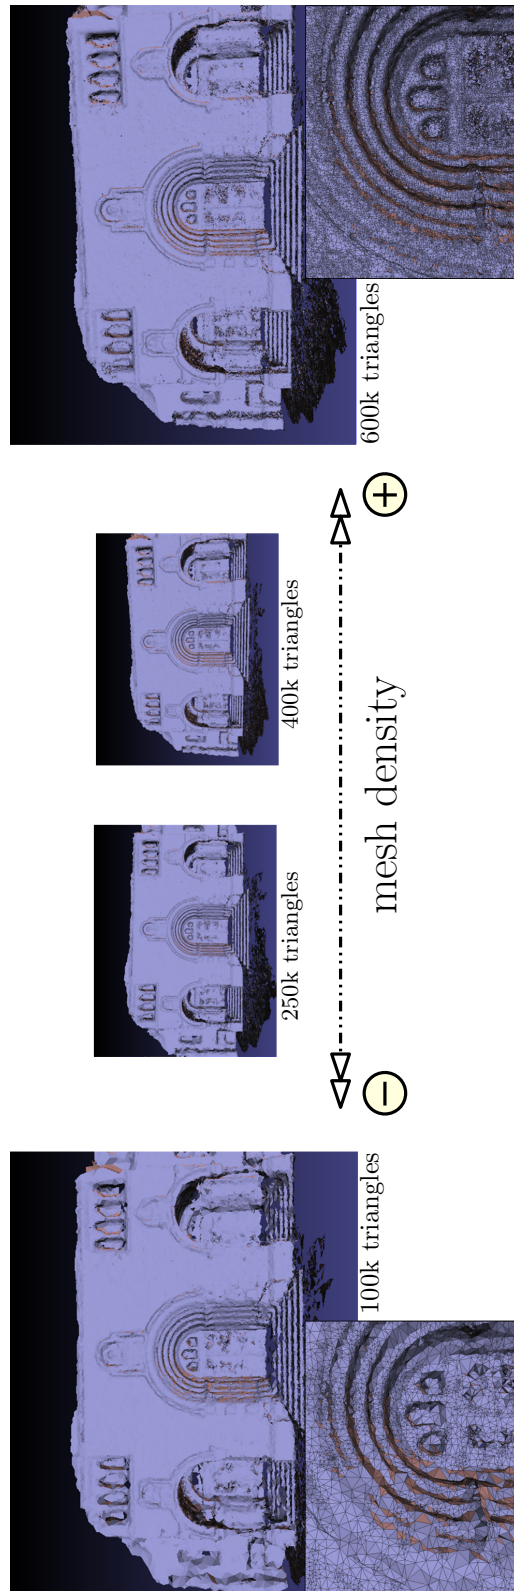 100k triangles
250k triangles
400k triangles
600k triangles
−
+
mesh density